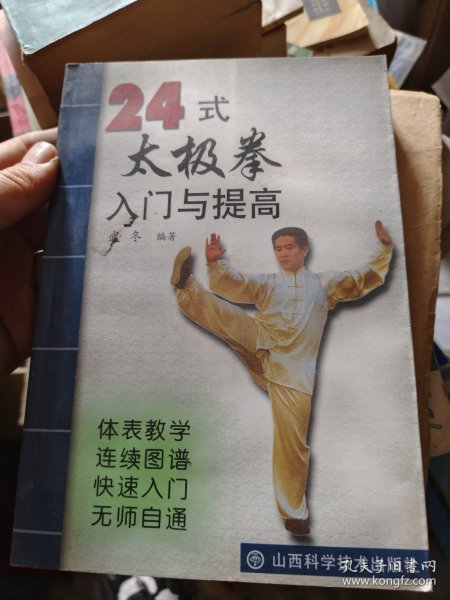 24式
太极拳
入门与提高
冬 编著
体表教学
连续图谱
快速入门
无师自通
山西科学技术出版社
孔夫子旧书网
www.kongfz.com